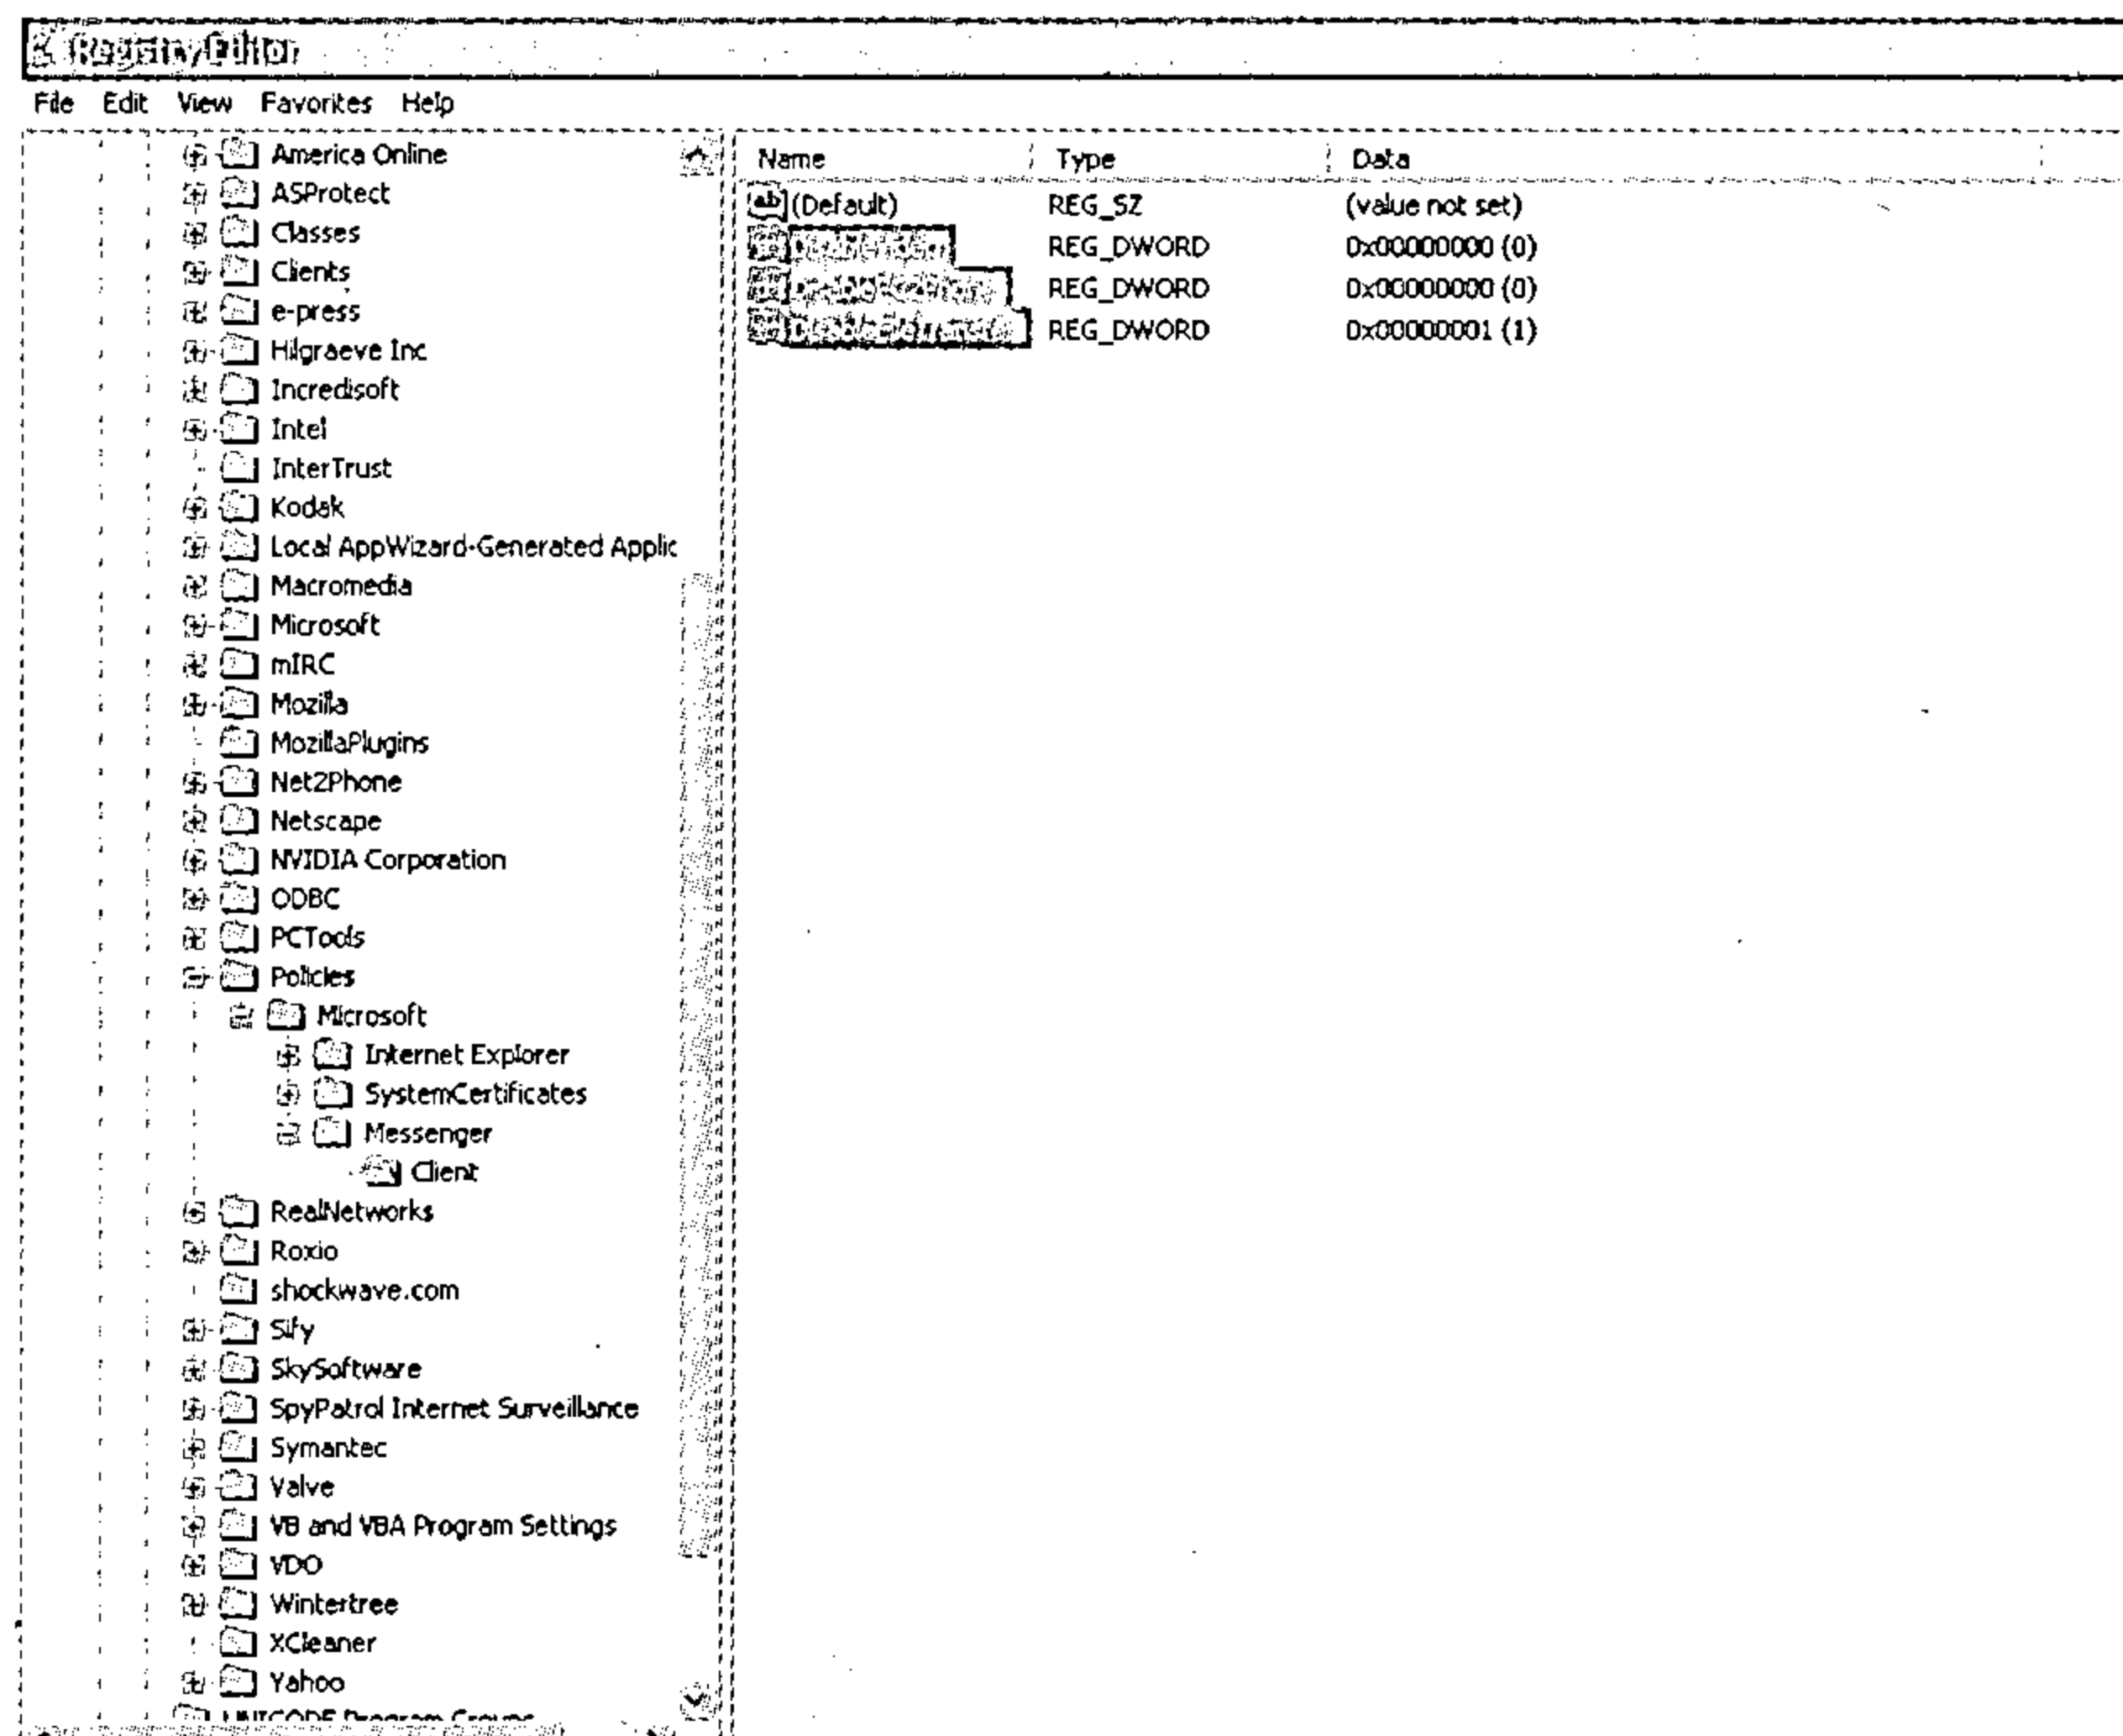 Registry Editor
File Edit View Favorites Help
America Online
ASProtect
Classes
Clients
e-press
Hilgraeve Inc
Incredisoft
Intel
InterTrust
Kodak
Local AppWizard-Generated Applic
Macromedia
Microsoft
mIRC
Mozilla
MozillaPlugins
Net2Phone
Netscape
NVIDIA Corporation
ODBC
PCTools
Policies
Microsoft
Internet Explorer
SystemCertificates
Messenger
Client
RealNetworks
Roxio
shockwave.com
Sify
SkySoftware
SpyPatrol Internet Surveillance
Symantec
Valve
VB and VBA Program Settings
VDO
Wintertree
XCleaner
Yahoo
UNICODE Program Groups
Name Type Data
(Default) REG_SZ (value not set)
REG_DWORD 0x00000000 (0)
REG_DWORD 0x00000000 (0)
REG_DWORD 0x00000001 (1)